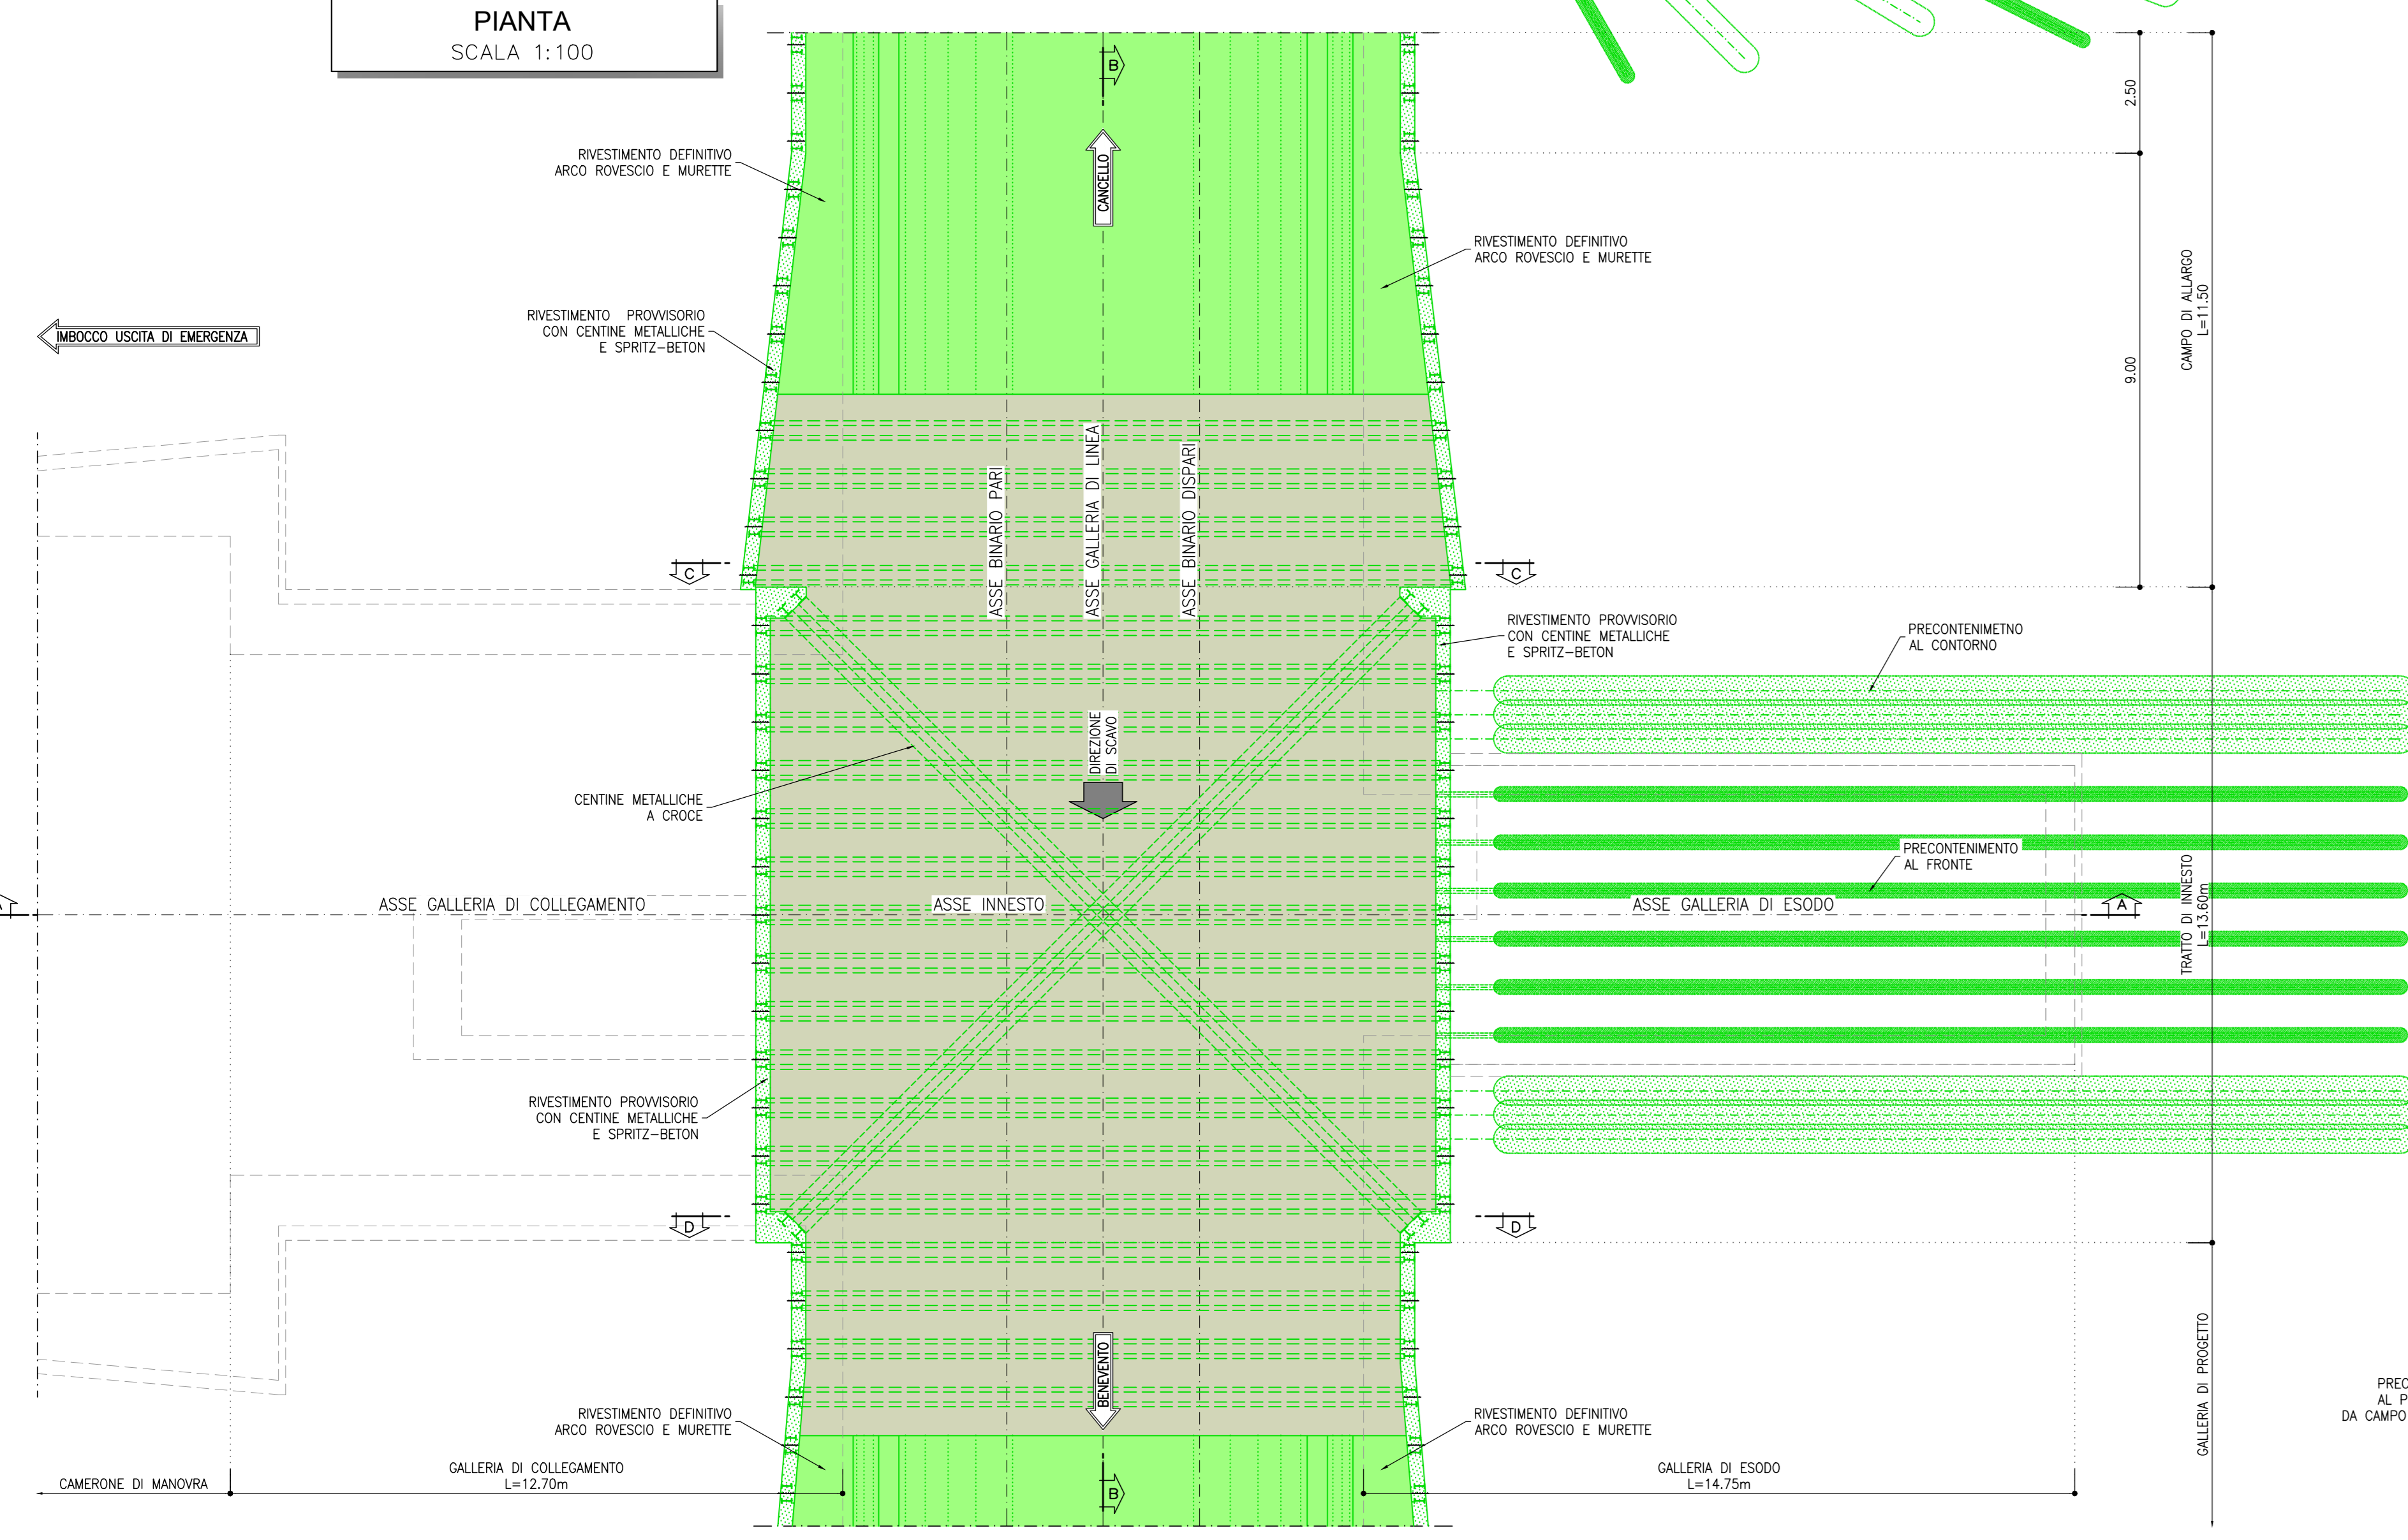 PIANTA
SCALA 1:100
B
2.50
CANCELLO
RIVESTIMENTO DEFINITIVO
ARCO ROVESCIO E MURETTE
RIVESTIMENTO DEFINITIVO
ARCO ROVESCIO E MURETTE
CAMPO DI ALLARGO
L=11.50
9.00
RIVESTIMENTO PROVVISORIO
CON CENTINE METALLICHE
E SPRITZ-BETON
IMBOCCO USCITA DI EMERGENZA
ASSE BINARIO PARI
ASSE GALLERIA DI LINEA
ASSE BINARIO DISPARI
C
C
RIVESTIMENTO PROVVISORIO
CON CENTINE METALLICHE
E SPRITZ-BETON
PRECONTENIMETNO
AL CONTORNO
DIREZIONE
DI SCAVO
CENTINE METALLICHE
A CROCE
PRECONTENIMENTO
AL FRONTE
ASSE GALLERIA DI COLLEGAMENTO
ASSE INNESTO
ASSE GALLERIA DI ESODO
A
TRATTO DI INNESTO
L=13.60m
RIVESTIMENTO PROVVISORIO
CON CENTINE METALLICHE
E SPRITZ-BETON
D
D
BENEVENTO
GALLERIA DI PROGETTO
PREC
AL P
DA CAMPO
RIVESTIMENTO DEFINITIVO
ARCO ROVESCIO E MURETTE
RIVESTIMENTO DEFINITIVO
ARCO ROVESCIO E MURETTE
CAMERONE DI MANOVRA
GALLERIA DI COLLEGAMENTO
L=12.70m
B
GALLERIA DI ESODO
L=14.75m